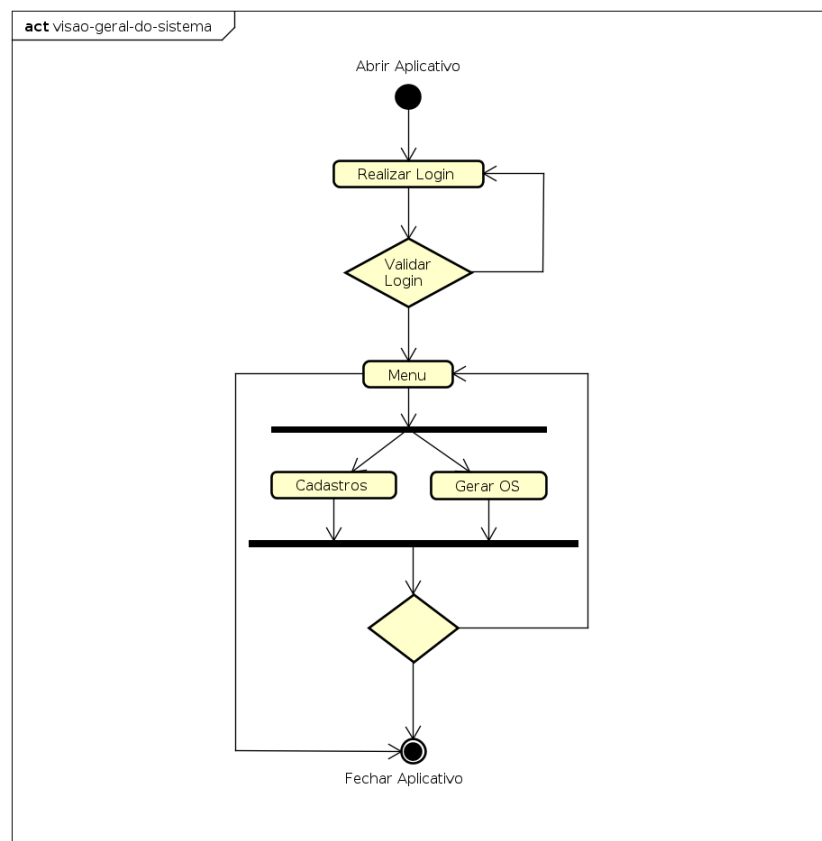 act visao-geral-do-sistema
Abrir Aplicativo
Realizar Login
Validar
Login
Menu
Cadastros
Gerar OS
Fechar Aplicativo